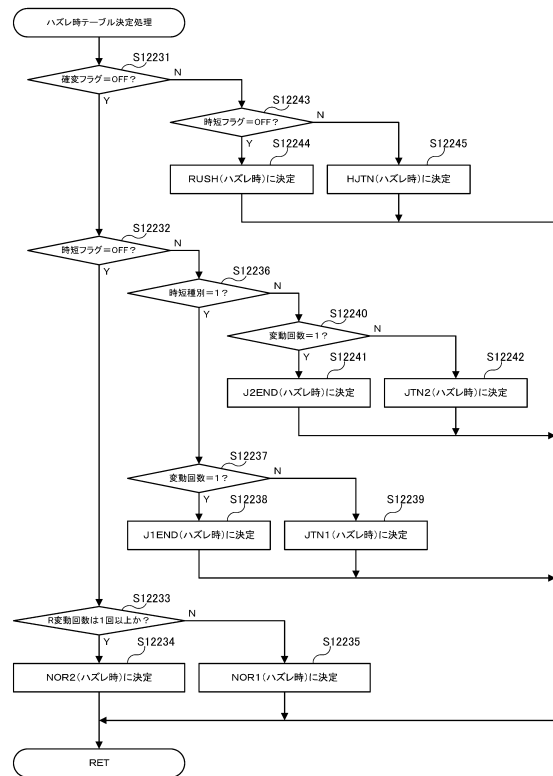 ハズレ時テーブル決定処理
S12231
確変フラグ=OFF?
N
Y
S12243
時短フラグ=OFF?
N
Y
S12244
RUSH(ハズレ時)に決定
S12245
HJTN(ハズレ時)に決定
S12232
時短フラグ=OFF?
N
Y
S12236
時短種別=1?
N
Y
S12240
変動回数=1?
N
Y
S12241
J2END(ハズレ時)に決定
S12242
JTN2(ハズレ時)に決定
S12237
変動回数=1?
N
Y
S12238
J1END(ハズレ時)に決定
S12239
JTN1(ハズレ時)に決定
S12233
R変動回数は1回以上か?
N
Y
S12234
NOR2(ハズレ時)に決定
S12235
NOR1(ハズレ時)に決定
RET